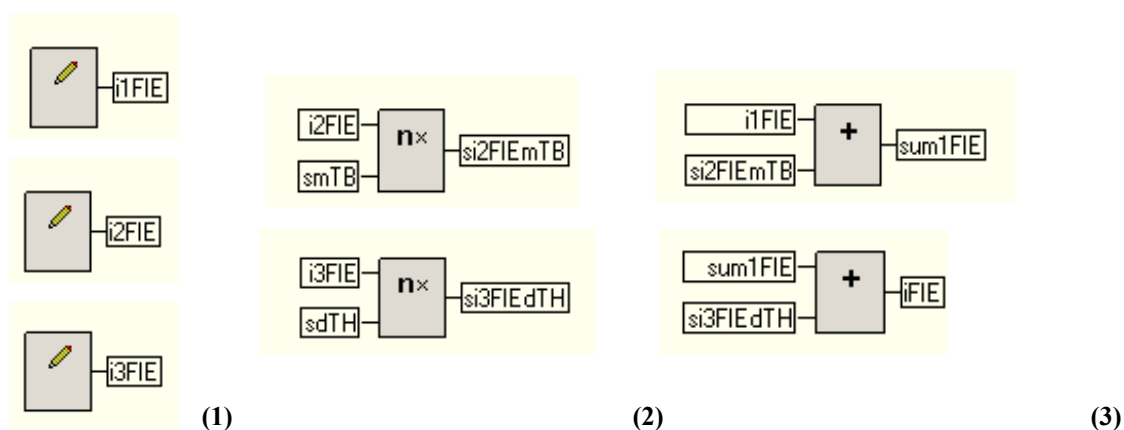 i1FIE
i2FIE
i3FIE
(1)
i2FIE
smTB
n×
si2FIEmTB
i3FIE
sdTH
n×
si3FIEdTH
(2)
i1FIE
si2FIEmTB
+
sum1FIE
sum1FIE
si3FIEdTH
+
iFIE
(3)